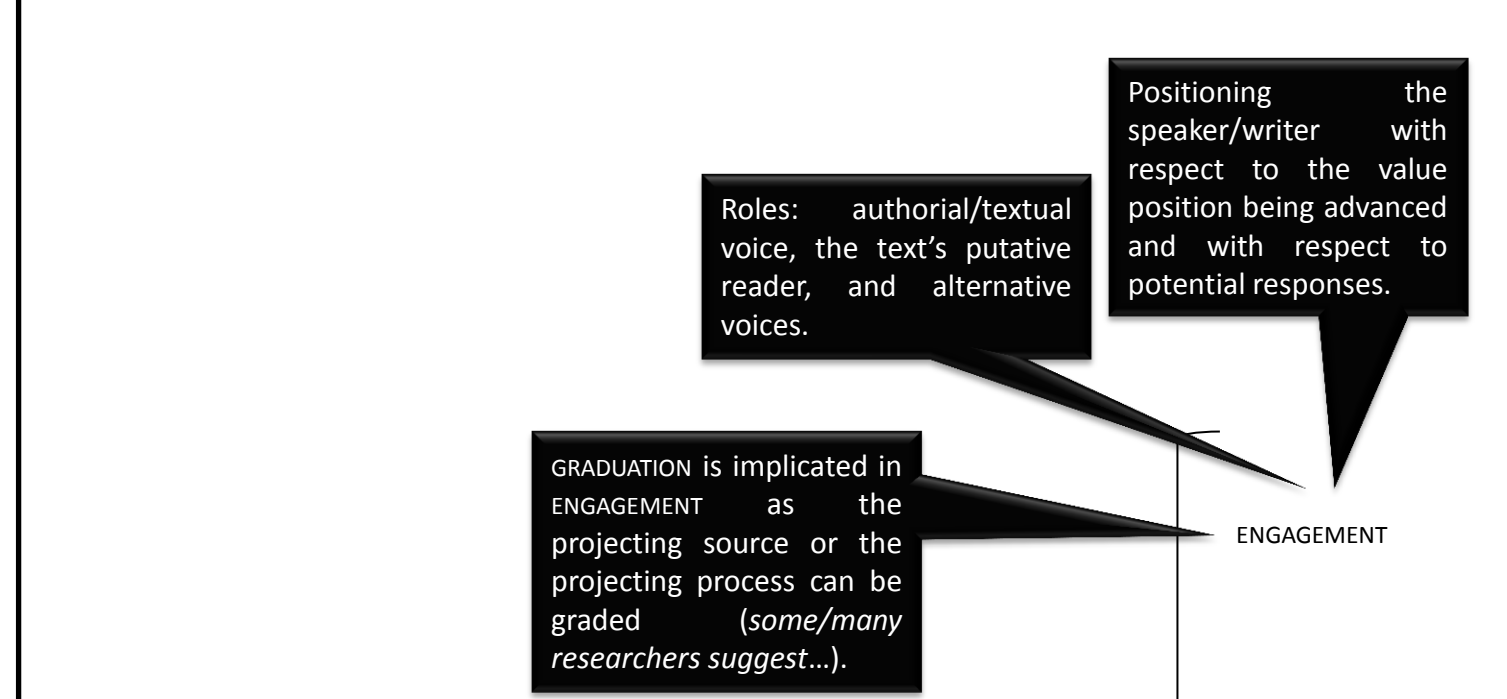 Positioning the
speaker/writer with
respect to the value
position being advanced
and with respect to
potential responses.
Roles: authorial/textual
voice, the text’s putative
reader, and alternative
voices.
GRADUATION is implicated in
ENGAGEMENT as the
projecting source or the
projecting process can be
graded (some/many
researchers suggest…).
ENGAGEMENT